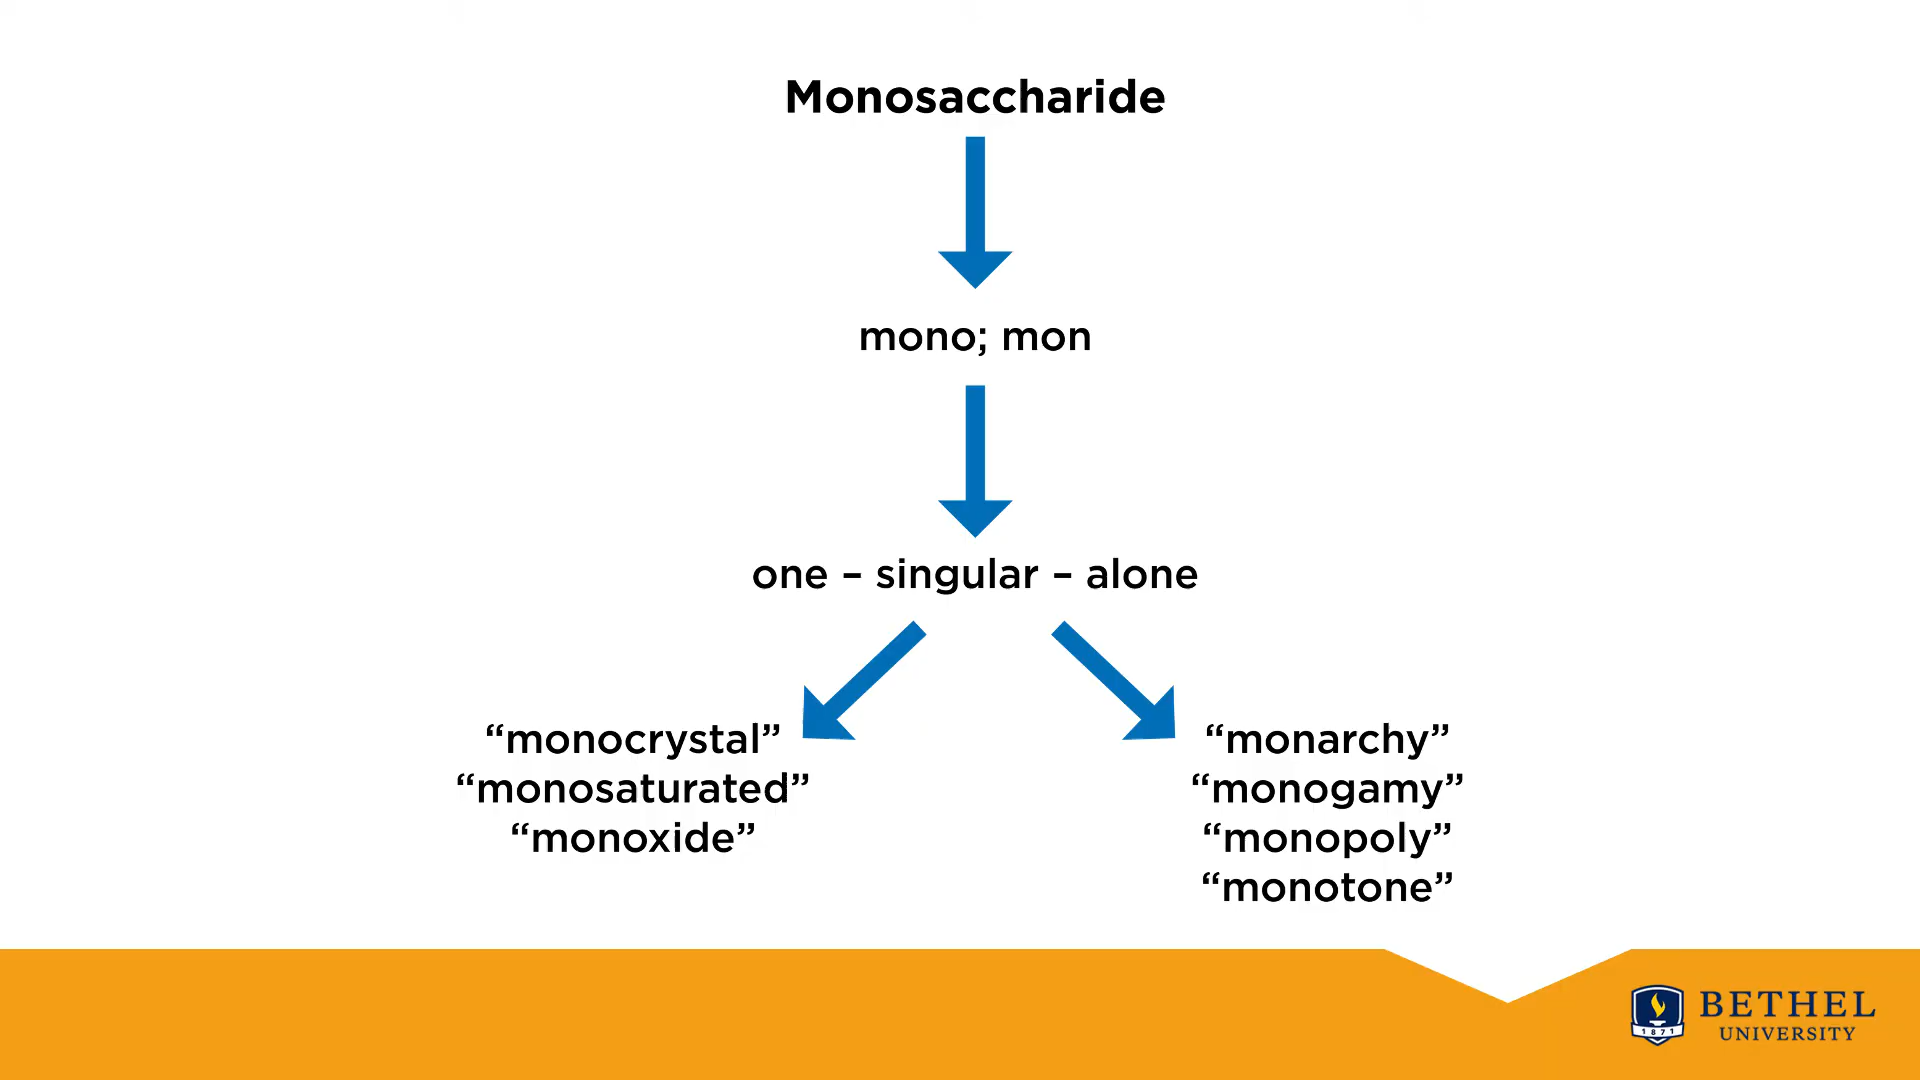 Monosaccharide
mono; mon
one – singular – alone
“monocrystal”
“monosaturated”
“monoxide”
“monarchy”
“monogamy”
“monopoly”
“monotone”
1871
BETHEL
UNIVERSITY